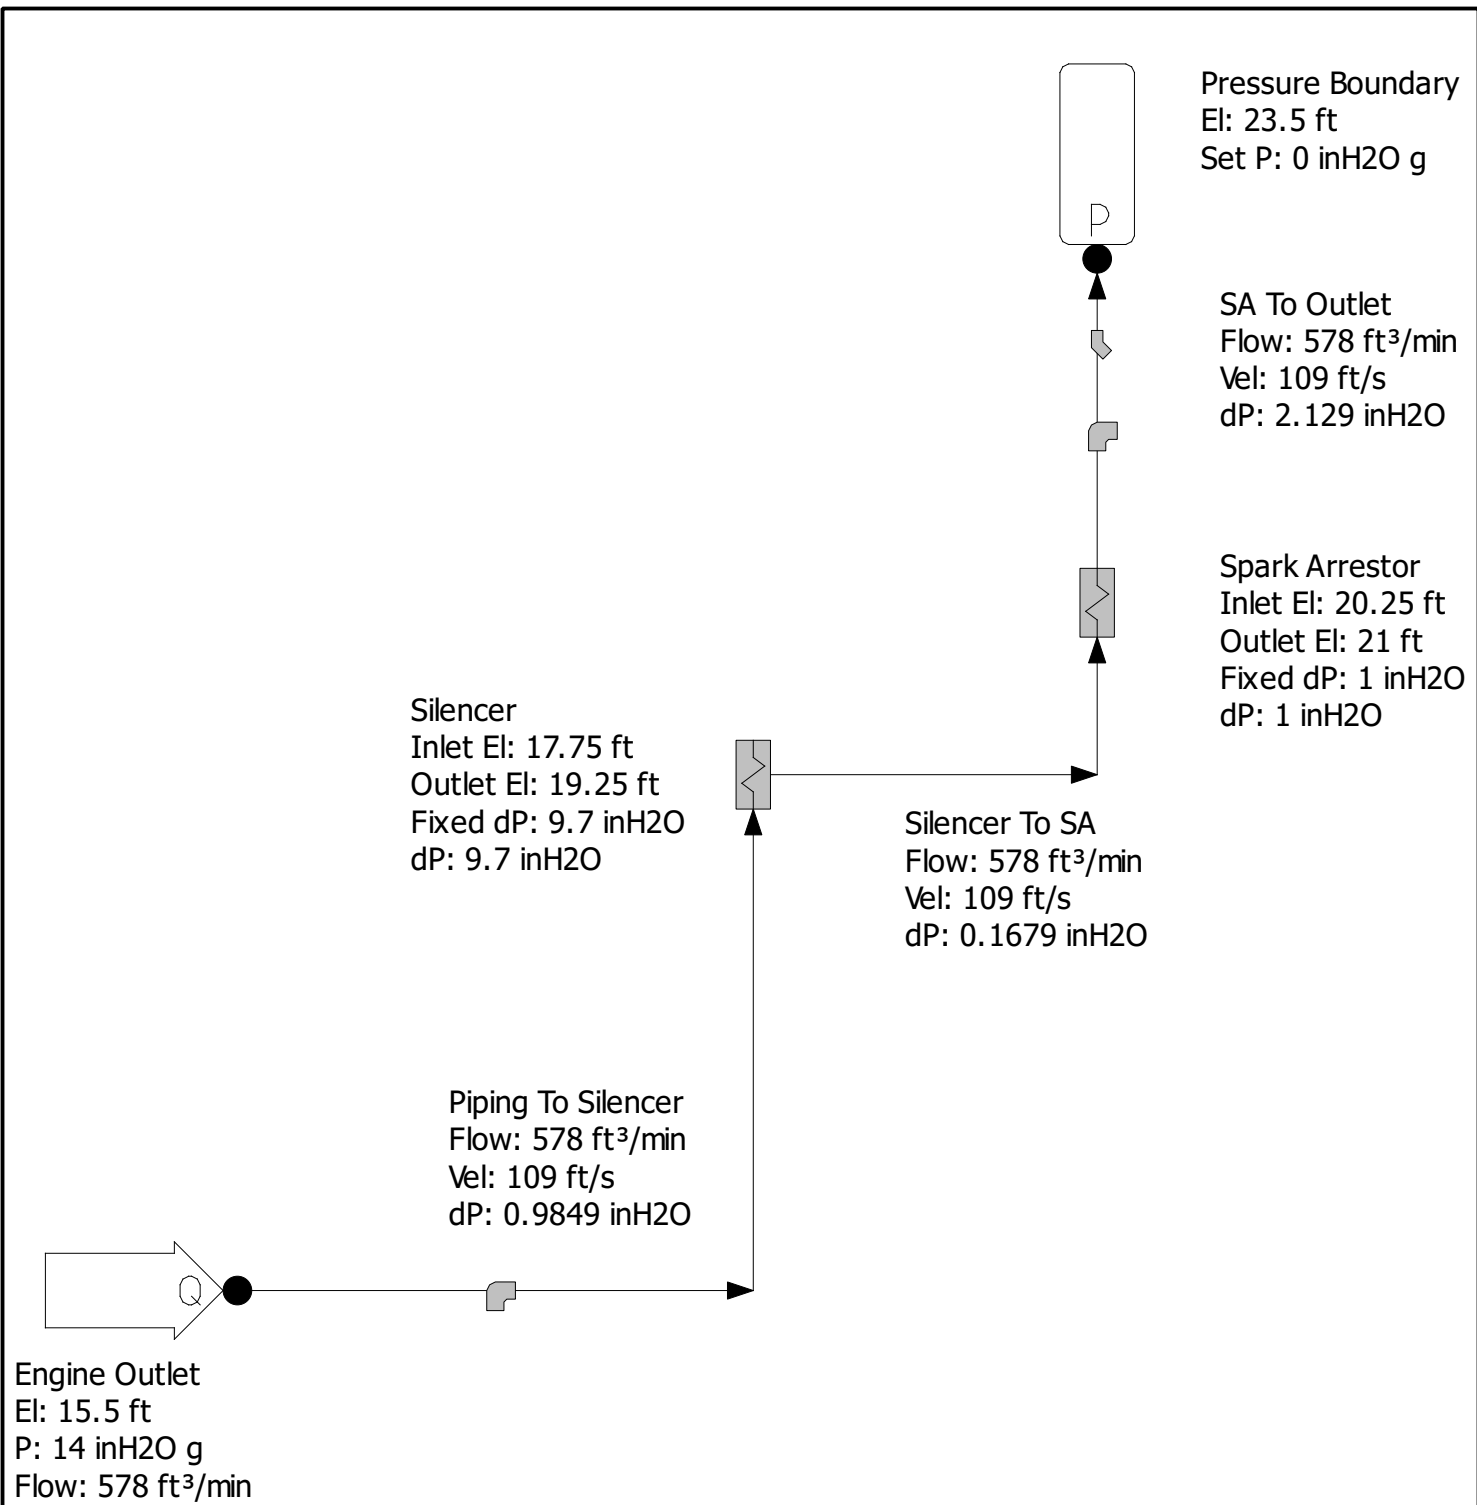 Pressure Boundary
El: 23.5 ft
Set P: 0 inH2O g
P
SA To Outlet
Flow: 578 ft³/min
Vel: 109 ft/s
dP: 2.129 inH2O
Spark Arrestor
Inlet El: 20.25 ft
Outlet El: 21 ft
Fixed dP: 1 inH2O
dP: 1 inH2O
Silencer
Inlet El: 17.75 ft
Outlet El: 19.25 ft
Fixed dP: 9.7 inH2O
dP: 9.7 inH2O
Silencer To SA
Flow: 578 ft³/min
Vel: 109 ft/s
dP: 0.1679 inH2O
Piping To Silencer
Flow: 578 ft³/min
Vel: 109 ft/s
dP: 0.9849 inH2O
Q
Engine Outlet
El: 15.5 ft
P: 14 inH2O g
Flow: 578 ft³/min